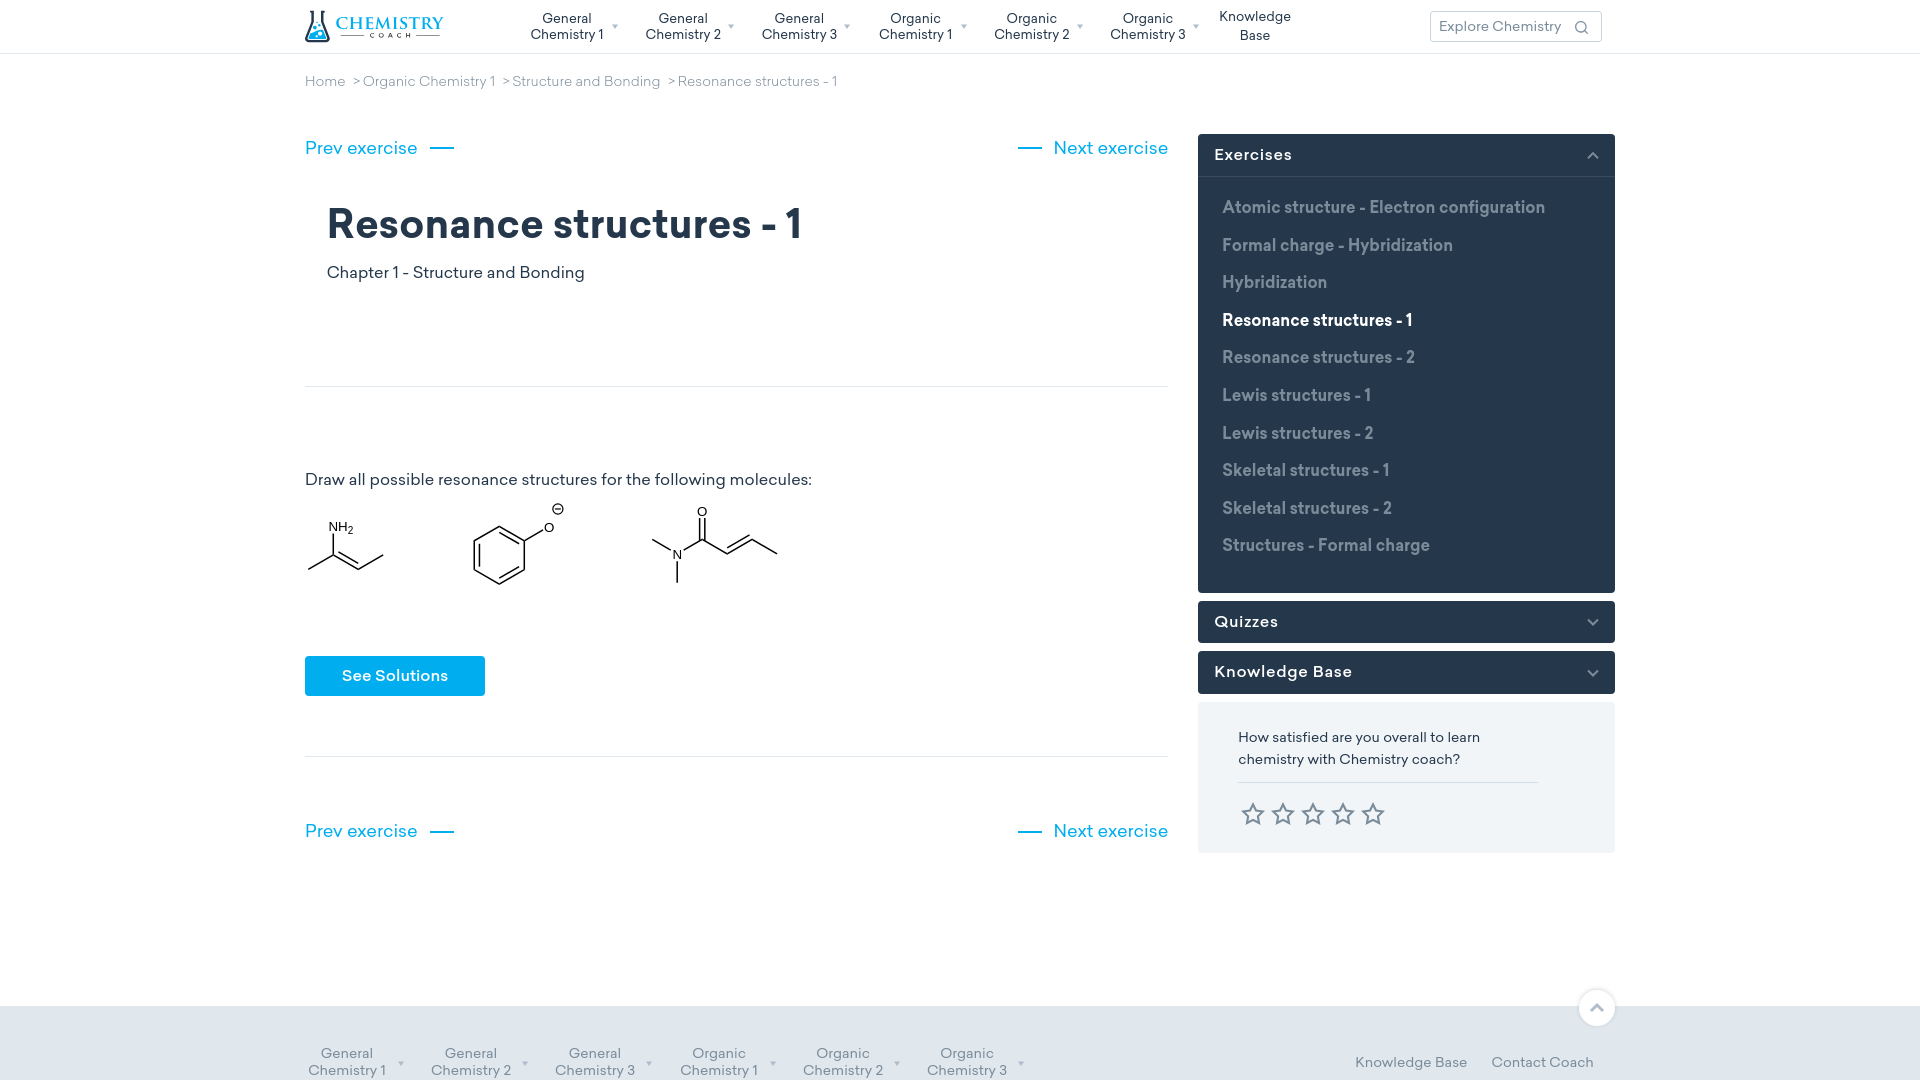 CHEMISTRY
COACH
General
Chemistry 1
General
Chemistry 2
General
Chemistry 3
Organic
Chemistry 1
Organic
Chemistry 2
Organic
Chemistry 3
Knowledge
Base
Explore Chemistry
Home > Organic Chemistry 1 > Structure and Bonding > Resonance structures - 1
Prev exercise
Next exercise
Resonance structures - 1
Chapter 1 - Structure and Bonding
Draw all possible resonance structures for the following molecules:
NH2
O
⊖
O
N
See Solutions
Prev exercise
Next exercise
Exercises
Atomic structure - Electron configuration
Formal charge - Hybridization
Hybridization
Resonance structures - 1
Resonance structures - 2
Lewis structures - 1
Lewis structures - 2
Skeletal structures - 1
Skeletal structures - 2
Structures - Formal charge
Quizzes
Knowledge Base
How satisfied are you overall to learn
chemistry with Chemistry coach?
General
Chemistry 1
General
Chemistry 2
General
Chemistry 3
Organic
Chemistry 1
Organic
Chemistry 2
Organic
Chemistry 3
Knowledge Base
Contact Coach